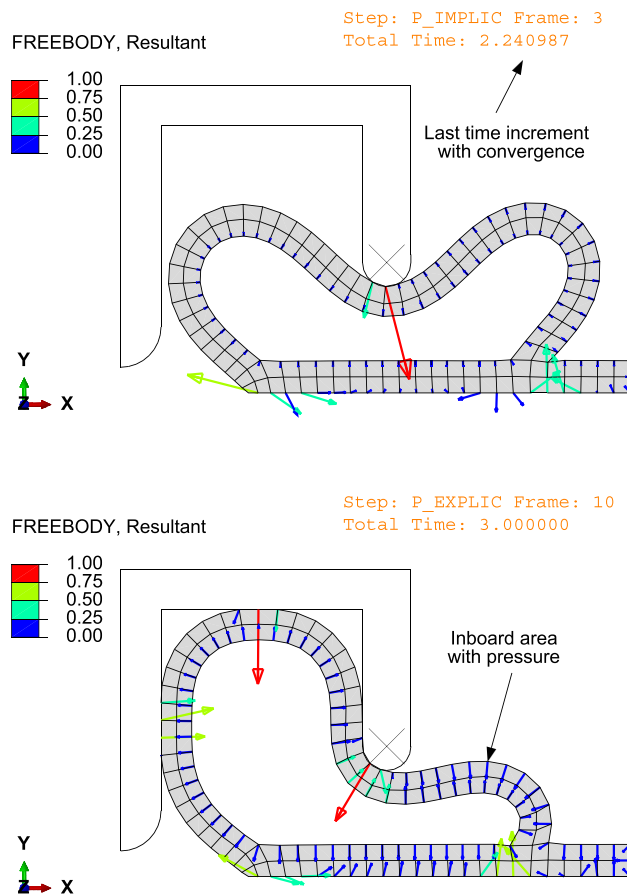 Step: P_IMPLIC Frame: 3
Total Time: 2.240987
FREEBODY, Resultant
1.00
0.75
0.50
0.25
0.00
Last time increment
with convergence
Y
Z X
Step: P_EXPLIC Frame: 10
Total Time: 3.000000
FREEBODY, Resultant
1.00
0.75
0.50
0.25
0.00
Inboard area
with pressure
Y
Z X